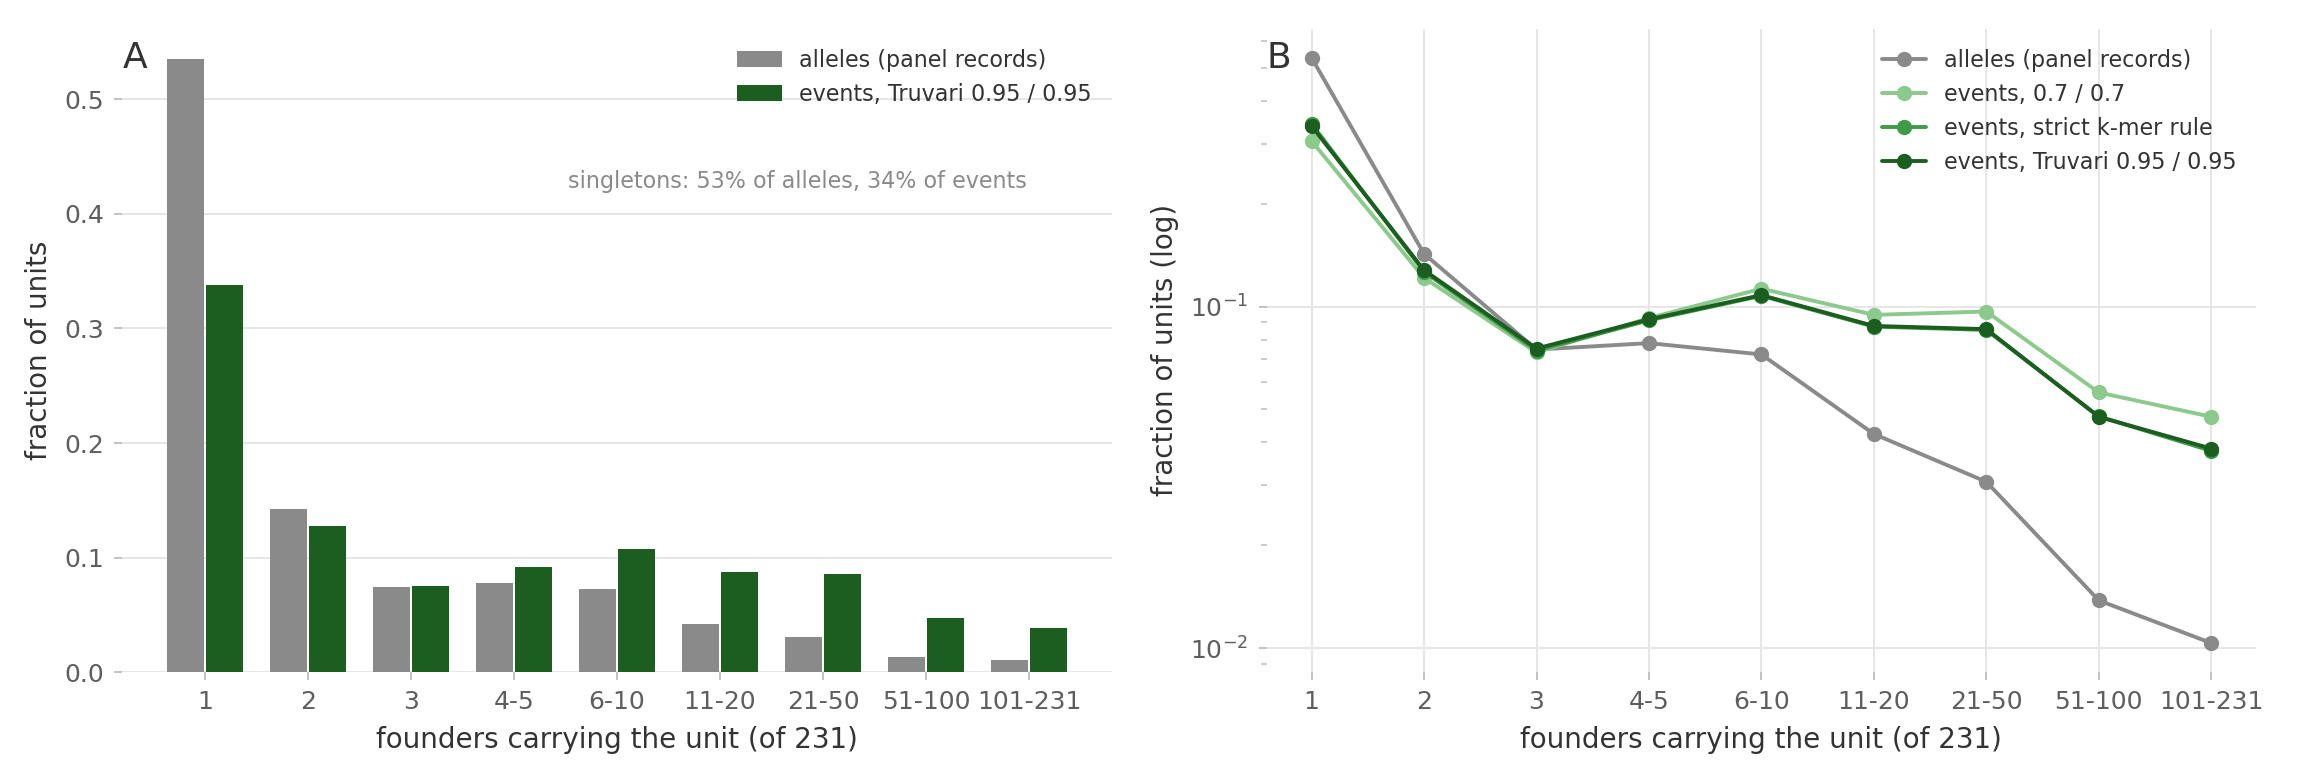 A
alleles (panel records)
events, Truvari 0.95 / 0.95
singletons: 53% of alleles, 34% of events
fraction of units
0.5
0.4
0.3
0.2
0.1
0.0
1 2 3 4-5 6-10 11-20 21-50 51-100 101-231
founders carrying the unit (of 231)
B
alleles (panel records)
events, 0.7 / 0.7
events, strict k-mer rule
events, Truvari 0.95 / 0.95
fraction of units (log)
10⁻¹
10⁻²
1 2 3 4-5 6-10 11-20 21-50 51-100 101-231
founders carrying the unit (of 231)